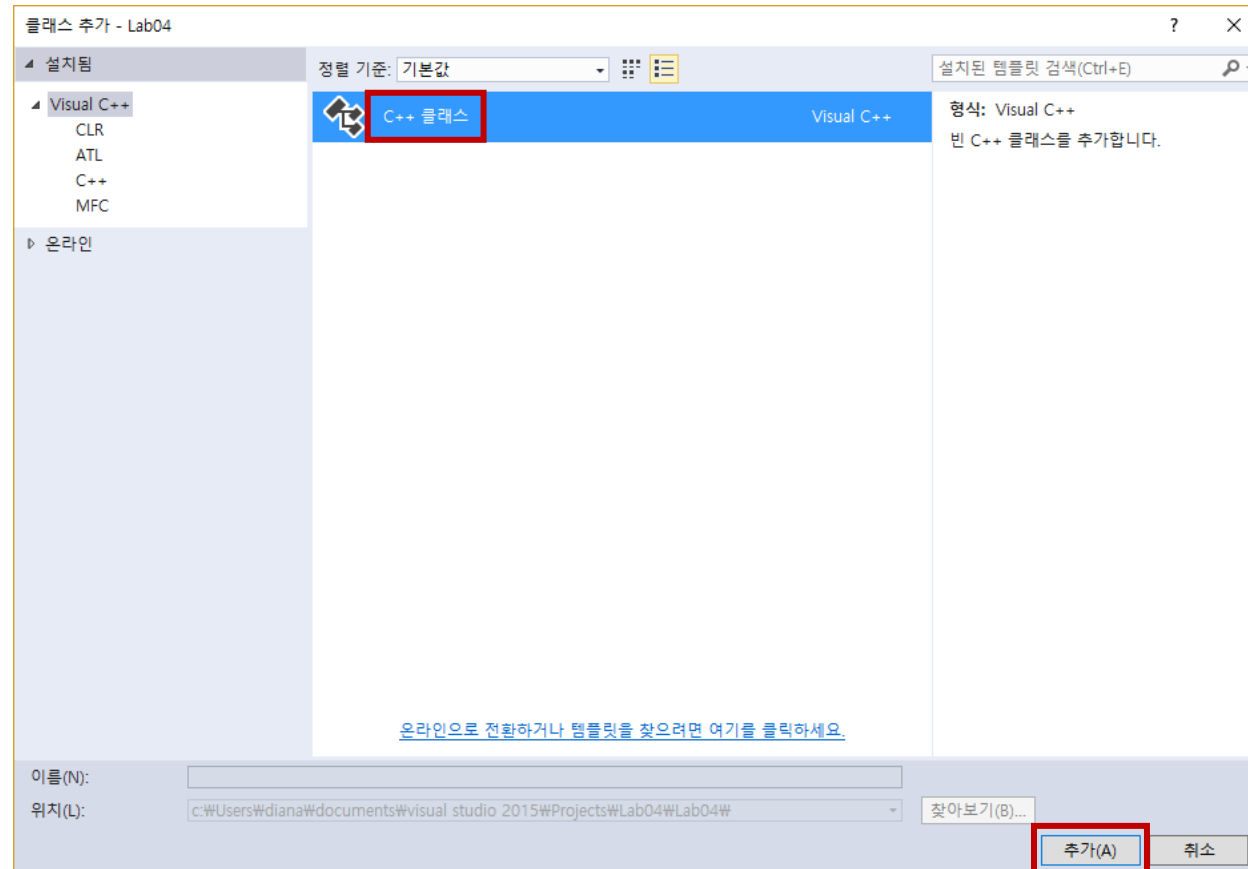 클래스 추가 - Lab04
? X
설치됨
Visual C++
CLR
ATL
C++
MFC
온라인
정렬 기준: 기본값
C++ 클래스 Visual C++
온라인으로 전환하거나 템플릿을 찾으려면 여기를 클릭하세요.
설치된 템플릿 검색(Ctrl+E)
형식: Visual C++
빈 C++ 클래스를 추가합니다.
이름(N):
위치(L): c:₩Users₩diana₩documents₩visual studio 2015₩Projects₩Lab04₩Lab04₩ 찾아보기(B)...
추가(A) 취소